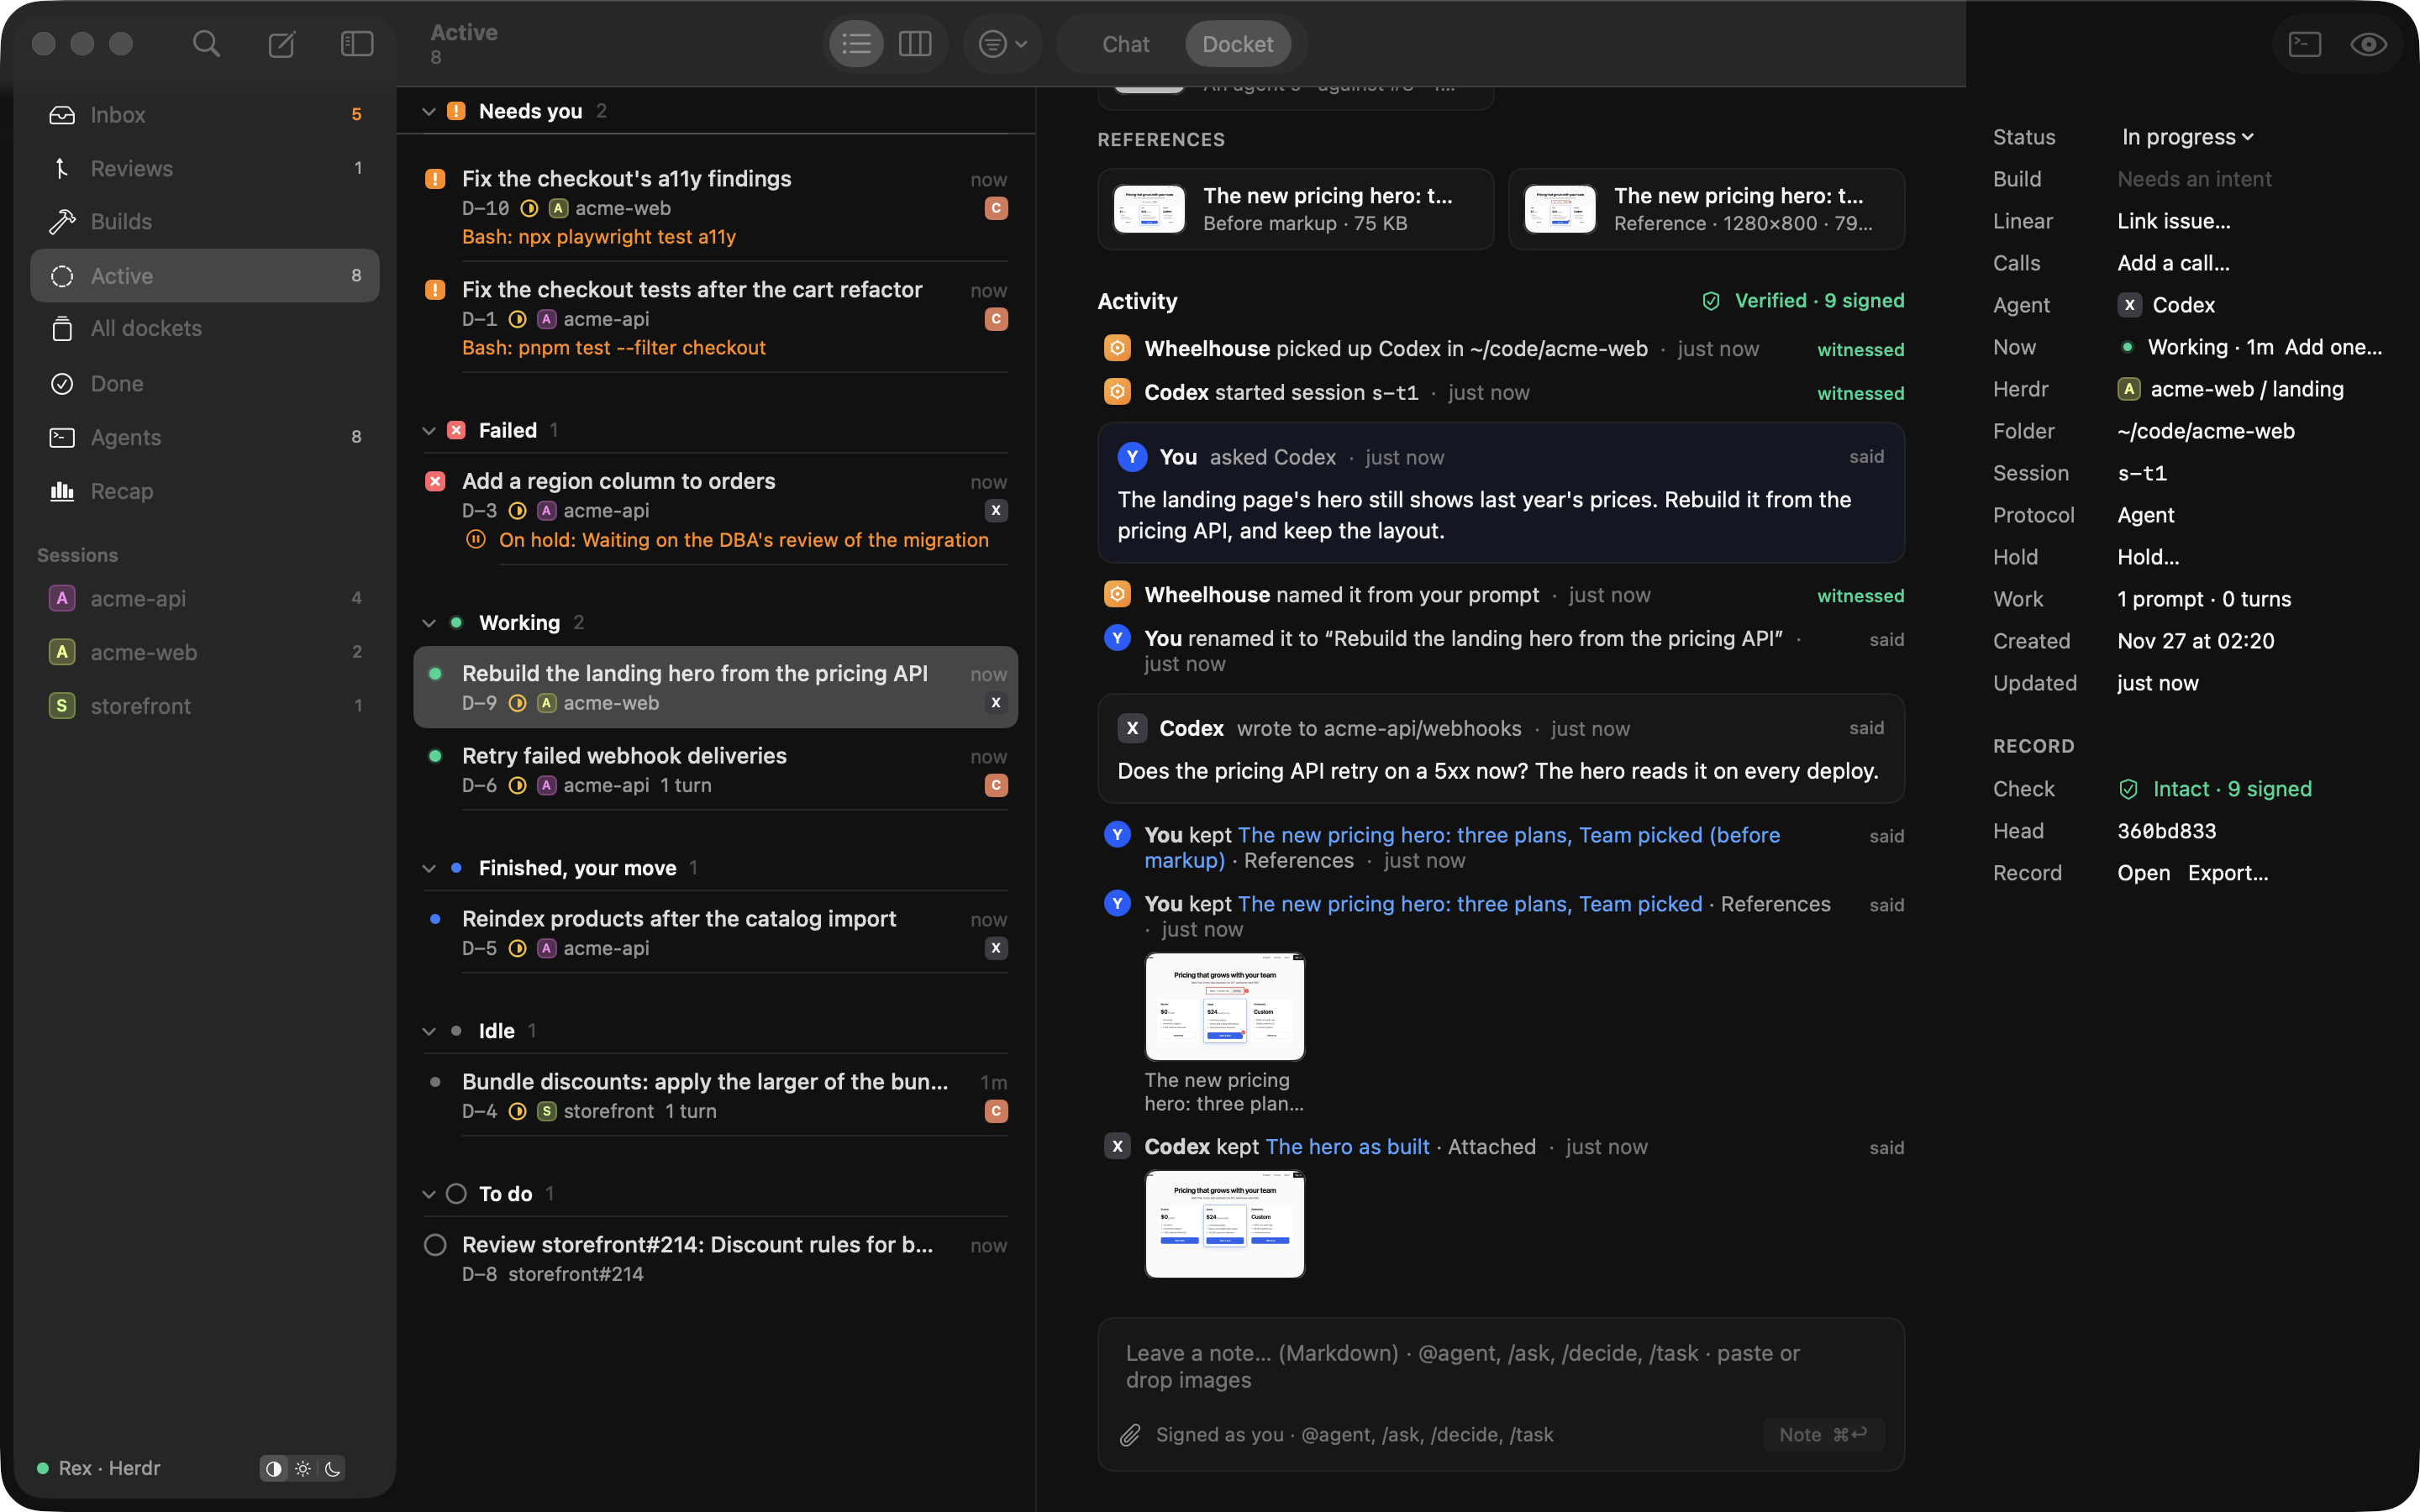 Active
8
Chat
Docket
Inbox
5
Reviews
1
Builds
Active
8
All dockets
Done
Agents
8
Recap
Sessions
A acme-api
4
A acme-web
2
S storefront
1
Rex · Herdr
Needs you 2
Fix the checkout's a11y findings
now
D-10 A acme-web
C
Bash: npx playwright test a11y
Fix the checkout tests after the cart refactor
now
D-1 A acme-api
C
Bash: pnpm test --filter checkout
Failed 1
Add a region column to orders
now
D-3 A acme-api
X
On hold: Waiting on the DBA's review of the migration
Working 2
Rebuild the landing hero from the pricing API
now
D-9 A acme-web
X
Retry failed webhook deliveries
now
D-6 A acme-api 1 turn
C
Finished, your move 1
Reindex products after the catalog import
now
D-5 A acme-api
X
Idle 1
Bundle discounts: apply the larger of the bun...
1m
D-4 S storefront 1 turn
C
To do 1
Review storefront#214: Discount rules for b...
now
D-8 storefront#214
REFERENCES
The new pricing hero: t...
Before markup · 75 KB
The new pricing hero: t...
Reference · 1280×800 · 79...
Activity
Verified · 9 signed
Wheelhouse picked up Codex in ~/code/acme-web · just now
witnessed
Codex started session s-t1 · just now
witnessed
Y You asked Codex · just now
said
The landing page's hero still shows last year's prices. Rebuild it from the
pricing API, and keep the layout.
Wheelhouse named it from your prompt · just now
witnessed
Y You renamed it to “Rebuild the landing hero from the pricing API” ·
said
just now
X Codex wrote to acme-api/webhooks · just now
said
Does the pricing API retry on a 5xx now? The hero reads it on every deploy.
Y You kept The new pricing hero: three plans, Team picked (before
said
markup) · References · just now
Y You kept The new pricing hero: three plans, Team picked · References
said
· just now
Pricing that grows with your team
$0
$24
Custom
The new pricing
hero: three plan...
X Codex kept The hero as built · Attached · just now
said
Pricing that grows with your team
$0
$24
Custom
Leave a note... (Markdown) · @agent, /ask, /decide, /task · paste or
drop images
Signed as you · @agent, /ask, /decide, /task
Note ⌘↩
Status
In progress
Build
Needs an intent
Linear
Link issue...
Calls
Add a call...
Agent
X Codex
Now
Working · 1m Add one...
Herdr
A acme-web / landing
Folder
~/code/acme-web
Session
s-t1
Protocol
Agent
Hold
Hold...
Work
1 prompt · 0 turns
Created
Nov 27 at 02:20
Updated
just now
RECORD
Check
Intact · 9 signed
Head
360bd833
Record
Open Export...